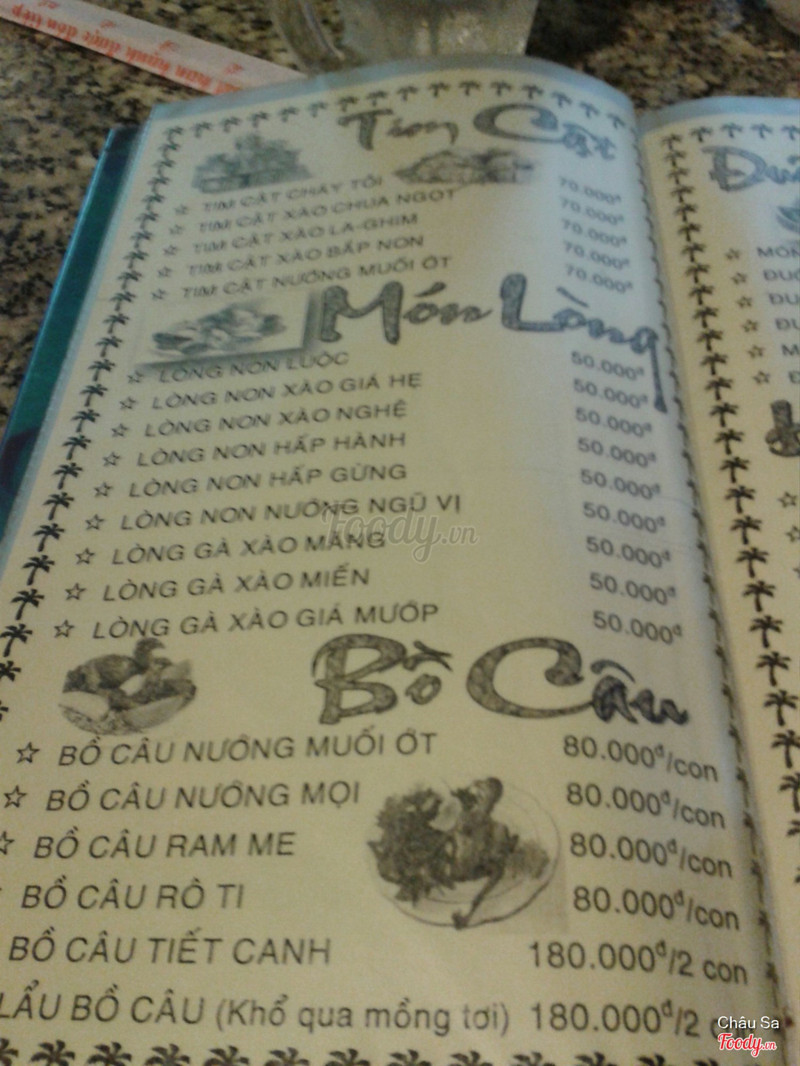 hân hạnh được đón tiếp
Tim Cật
☆ TIM CẬT CHÁY TỎI 70.000đ
☆ TIM CẬT XÀO CHUA NGỌT 70.000đ
☆ TIM CẬT XÀO LA-GHIM 70.000đ
☆ TIM CẬT XÀO BẮP NON 70.000đ
☆ TIM CẬT NƯỚNG MUỐI ỚT 70.000đ
Món Lòng
☆ LÒNG NON LUỘC 50.000đ
☆ LÒNG NON XÀO GIÁ HẸ 50.000đ
☆ LÒNG NON XÀO NGHỆ 50.000đ
☆ LÒNG NON HẤP HÀNH 50.000đ
☆ LÒNG NON HẤP GỪNG 50.000đ
☆ LÒNG NON NƯỚNG NGŨ VỊ 50.000đ
☆ LÒNG GÀ XÀO MĂNG 50.000đ
☆ LÒNG GÀ XÀO MIẾN 50.000đ
☆ LÒNG GÀ XÀO GIÁ MƯỚP 50.000đ
Foody.vn
Bồ Câu
☆ BỒ CÂU NƯỚNG MUỐI ỚT 80.000đ/con
☆ BỒ CÂU NƯỚNG MỌI 80.000đ/con
☆ BỒ CÂU RAM ME 80.000đ/con
BỒ CÂU RÔ TI 80.000đ/con
BỒ CÂU TIẾT CANH 180.000đ/2 con
LẨU BỒ CÂU (Khổ qua mồng tơi) 180.000đ/2
Châu Sa
Foody.vn